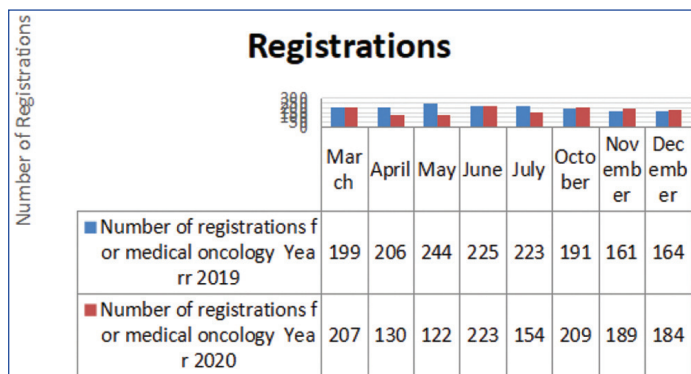 Registrations
Number of Registrations
300
0
Mar
ch
April
May
June
July
Octo
ber
Nov
emb
er
Dec
emb
er
Number of registrations f
or medical oncology Yea
rr 2019
199 206 244 225 223 191 161 164
Number of registrations f
or medical oncology Yea
r 2020
207 130 122 223 154 209 189 184